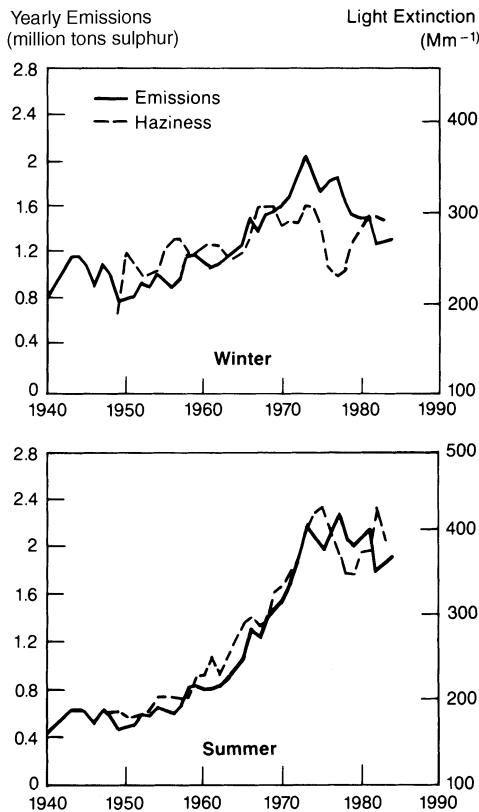 Yearly Emissions
(million tons sulphur)
Light Extinction
(Mm⁻¹)
2.8
2.4
2
1.6
1.2
0.8
0.4
0
Emissions
Haziness
400
300
200
100
Winter
1940 1950 1960 1970 1980 1990
2.8
2.4
2
1.6
1.2
0.8
0.4
0
500
400
300
200
100
Summer
1940 1950 1960 1970 1980 1990